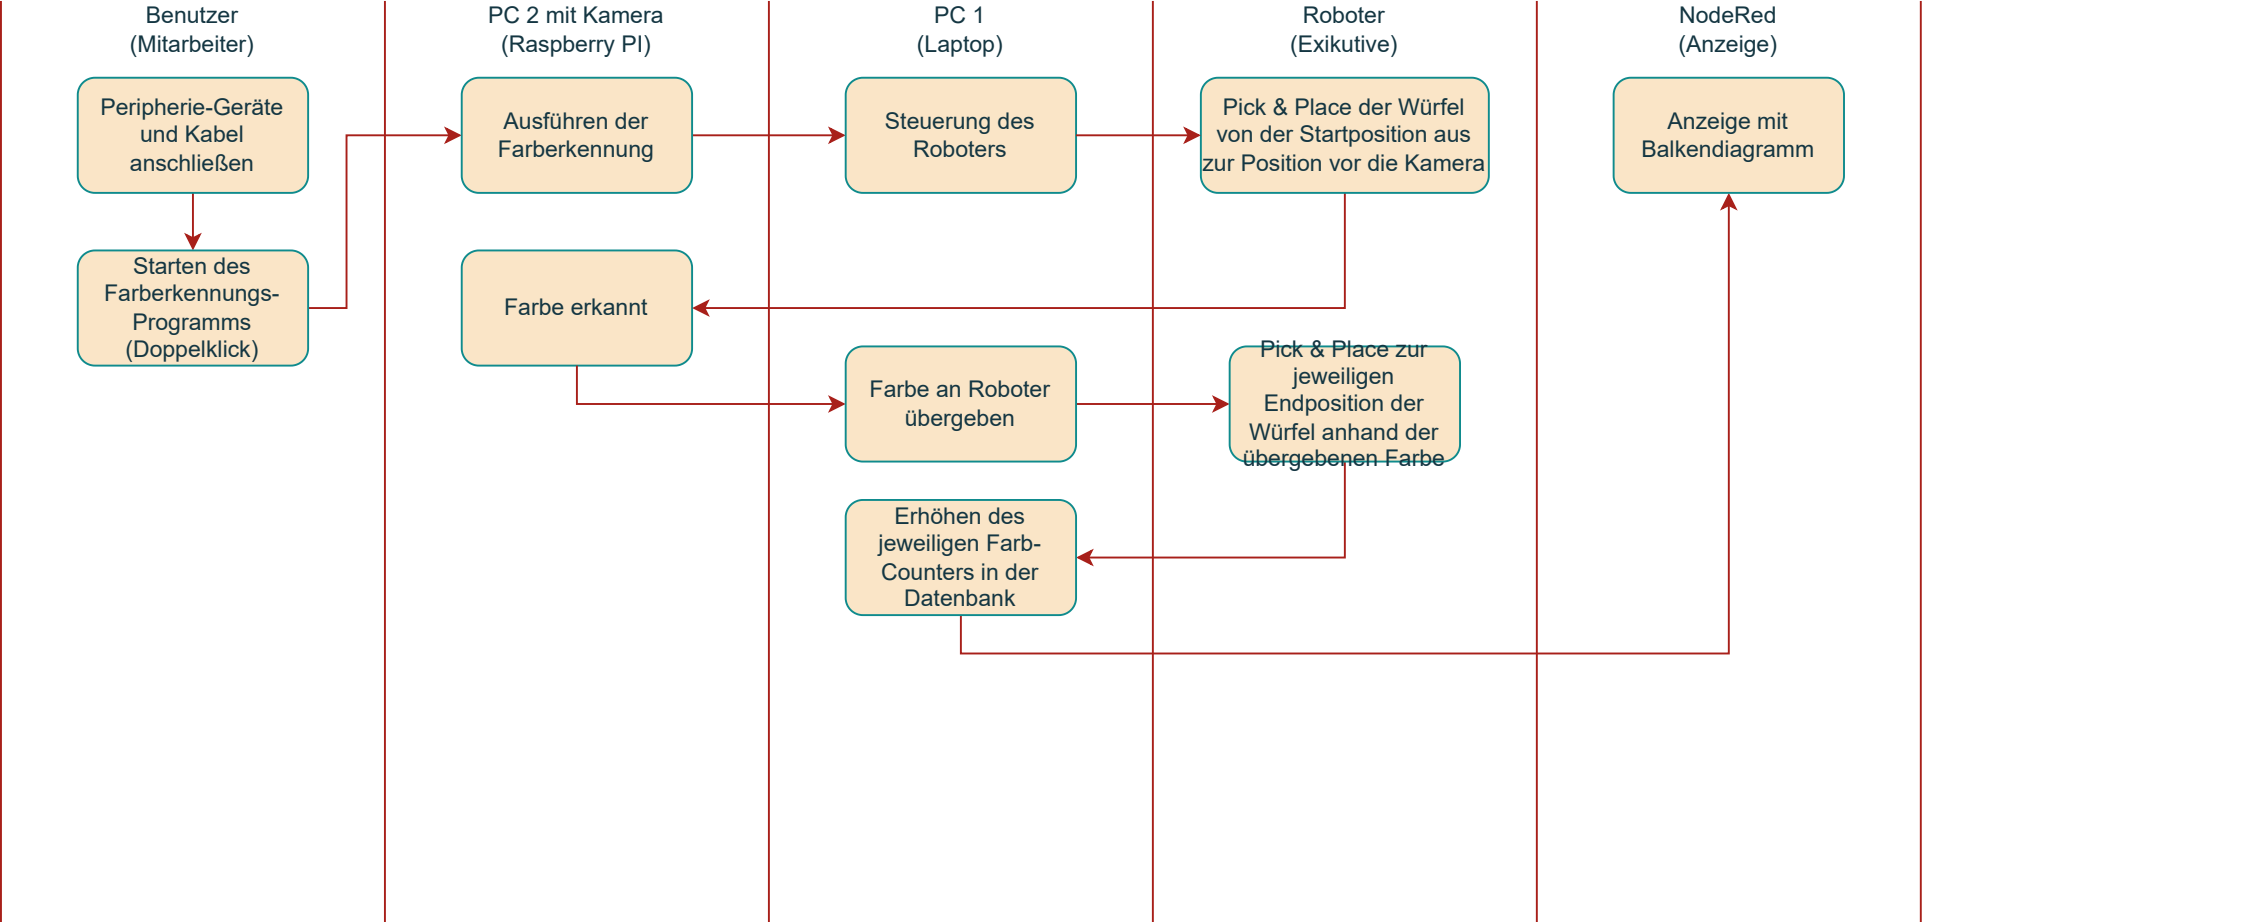 Benutzer
(Mitarbeiter)
PC 2 mit Kamera
(Raspberry PI)
PC 1
(Laptop)
Roboter
(Exikutive)
NodeRed
(Anzeige)
Peripherie-Geräte
und Kabel
anschließen
Ausführen der
Farberkennung
Steuerung des
Roboters
Pick & Place der Würfel
von der Startposition aus
zur Position vor die Kamera
Anzeige mit
Balkendiagramm
Starten des
Farberkennungs-
Programms
(Doppelklick)
Farbe erkannt
Farbe an Roboter
übergeben
Pick & Place zur
jeweiligen
Endposition der
Würfel anhand der
übergebenen Farbe
Erhöhen des
jeweiligen Farb-
Counters in der
Datenbank